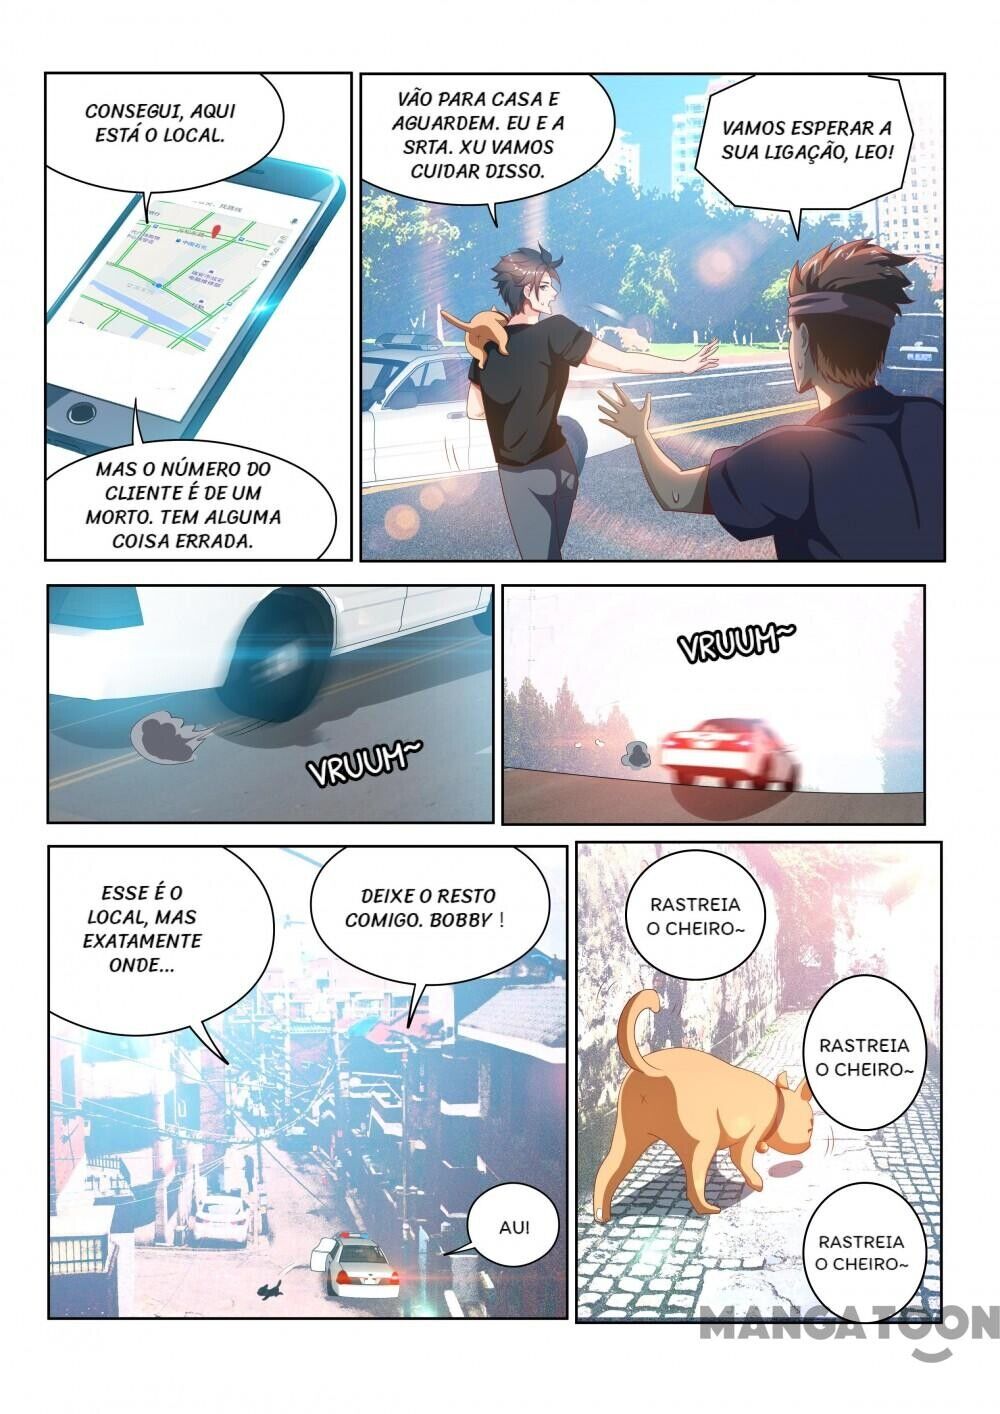 CONSEGUI, AQUI
ESTÁ O LOCAL.
MAS O NÚMERO DO
CLIENTE É DE UM
MORTO. TEM ALGUMA
COISA ERRADA.
VÃO PARA CASA E
AGUARDEM. EU E A
SRTA. XU VAMOS
CUIDAR DISSO.
VAMOS ESPERAR A
SUA LIGAÇÃO, LEO!
VRUUM~
VRUUM~
ESSE É O
LOCAL, MAS
EXATAMENTE
ONDE...
DEIXE O RESTO
COMIGO. BOBBY !
AU!
RASTREIA
O CHEIRO~
RASTREIA
O CHEIRO~
RASTREIA
O CHEIRO~
MANGATOON